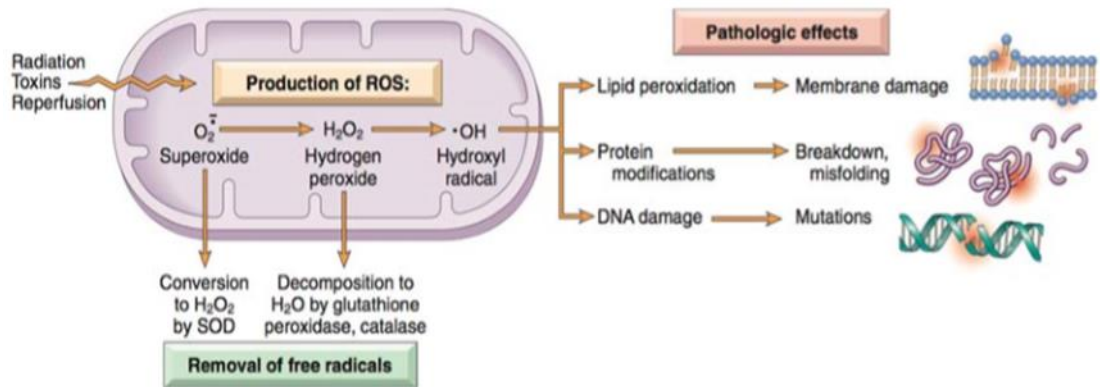 Radiation
Toxins
Reperfusion
Production of ROS:
O₂⨪
Superoxide
H₂O₂
Hydrogen
peroxide
•OH
Hydroxyl
radical
Pathologic effects
Lipid peroxidation
Membrane damage
Protein
modifications
Breakdown,
misfolding
DNA damage
Mutations
Conversion
to H₂O₂
by SOD
Decomposition to
H₂O by glutathione
peroxidase, catalase
Removal of free radicals